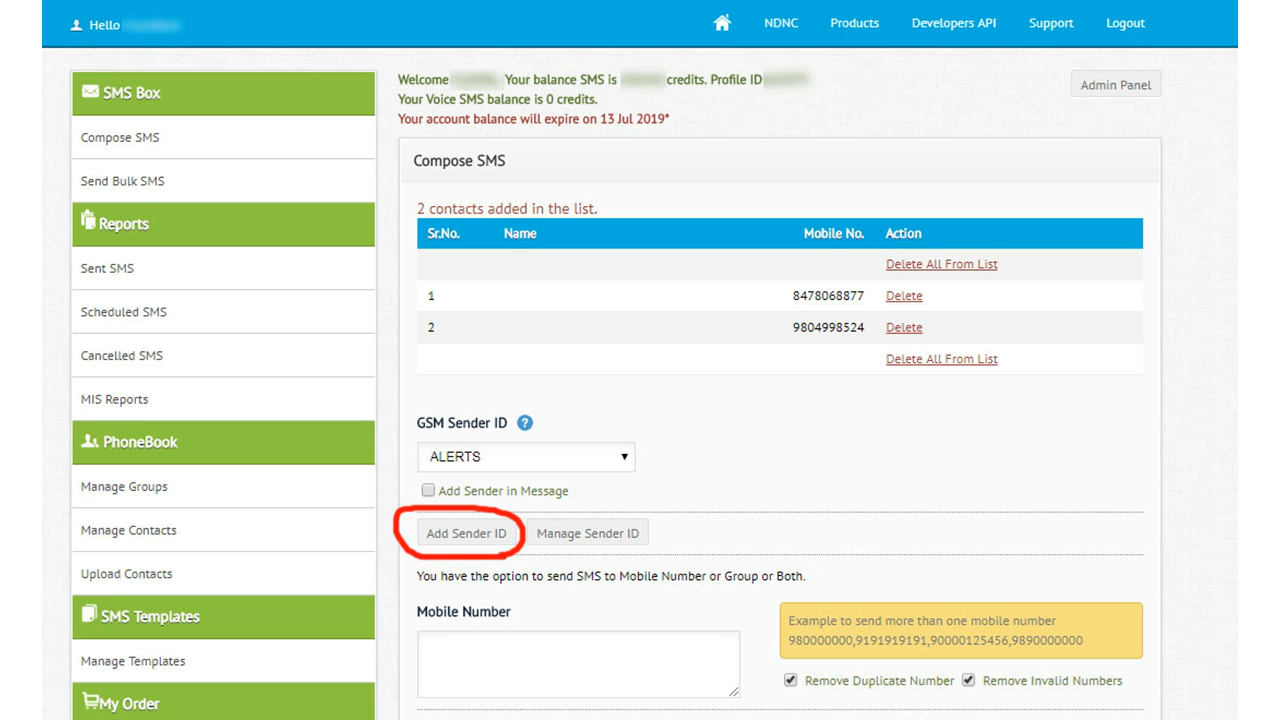 Hello
NDNC Products Developers API Support Logout
SMS Box
Compose SMS
Send Bulk SMS
Reports
Sent SMS
Scheduled SMS
Cancelled SMS
MIS Reports
PhoneBook
Manage Groups
Manage Contacts
Upload Contacts
SMS Templates
Manage Templates
My Order
Welcome Your balance SMS is credits. Profile ID
Your Voice SMS balance is 0 credits.
Your account balance will expire on 13 Jul 2019*
Admin Panel
Compose SMS
2 contacts added in the list.
Sr.No. Name Mobile No. Action
Delete All From List
1 8478068877 Delete
2 9804998524 Delete
Delete All From List
GSM Sender ID ?
ALERTS
Add Sender in Message
Add Sender ID Manage Sender ID
You have the option to send SMS to Mobile Number or Group or Both.
Mobile Number
Example to send more than one mobile number
980000000,9191919191,90000125456,9890000000
Remove Duplicate Number Remove Invalid Numbers